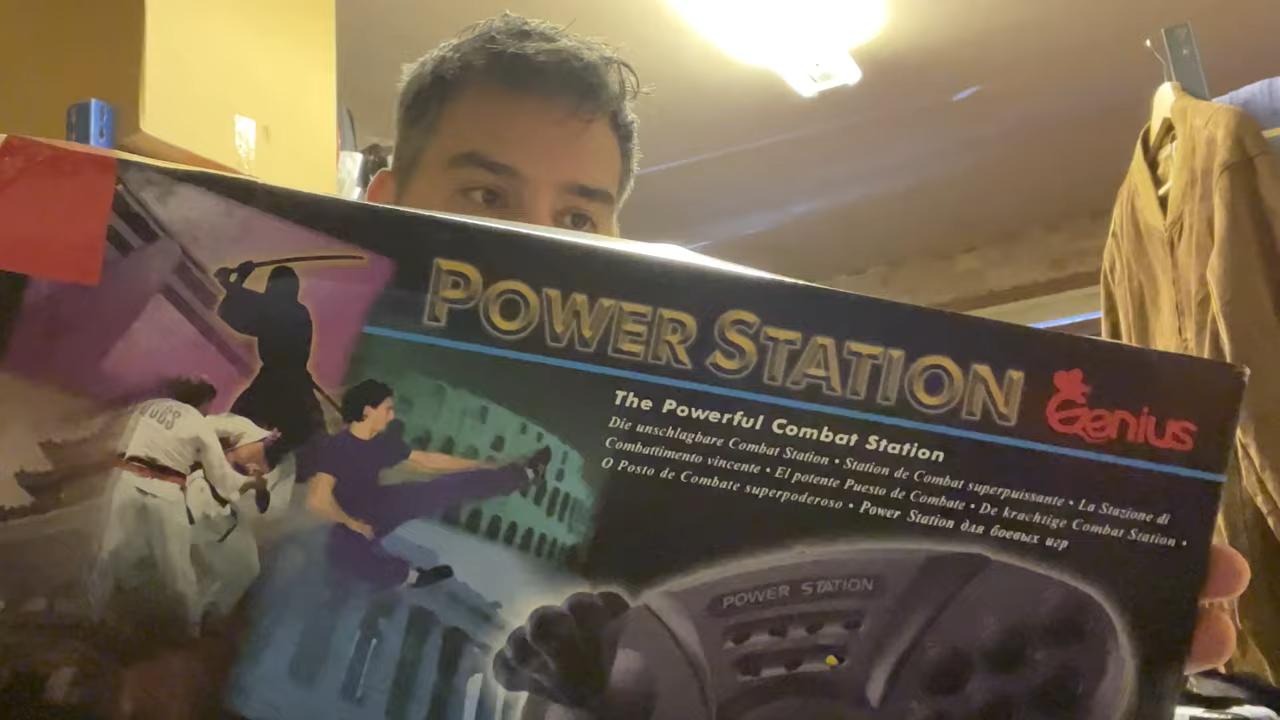 POWER STATION
Genius
The Powerful Combat Station
Die unschlagbare Combat Station • Station de Combat superpuissante • La Stazione di
Combattimento vincente • El potente Puesto de Combate • De krachtige Combat Station •
O Posto de Combate superpoderoso • Power Station для боевых игр
POWER STATION